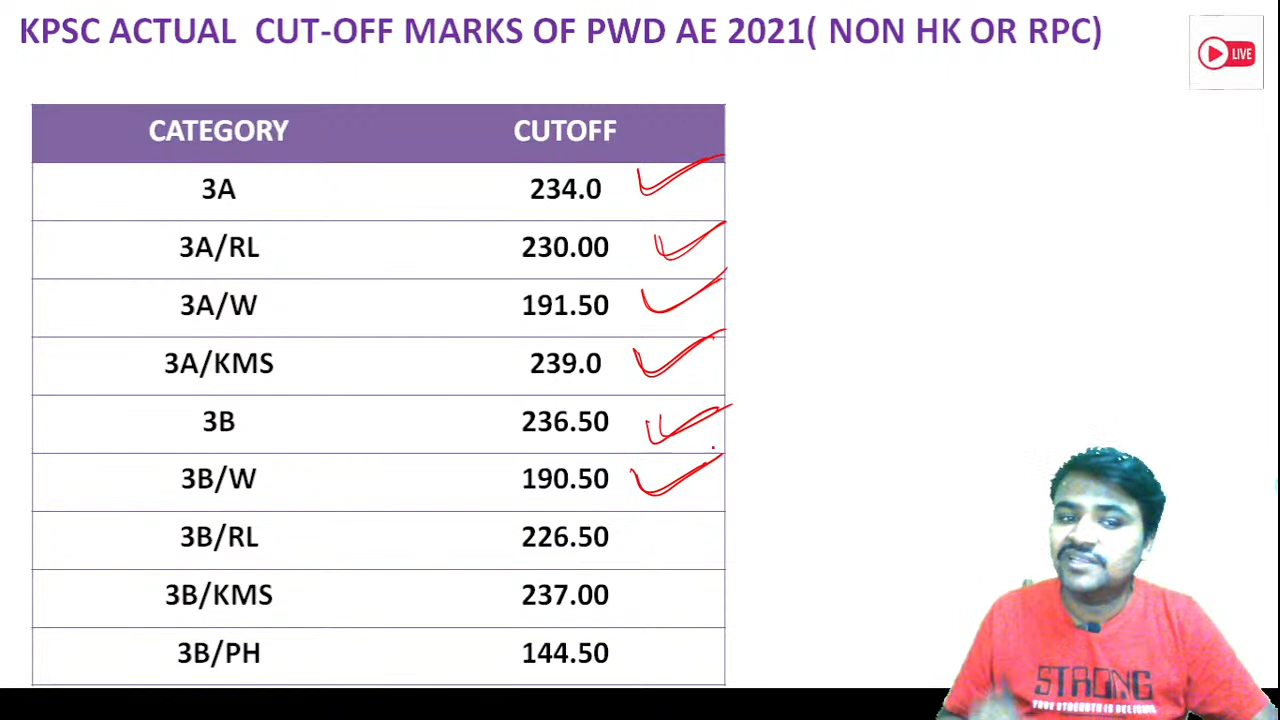 KPSC ACTUAL CUT-OFF MARKS OF PWD AE 2021( NON HK OR RPC)
LIVE
CATEGORY CUTOFF
3A 234.0
3A/RL 230.00
3A/W 191.50
3A/KMS 239.0
3B 236.50
3B/W 190.50
3B/RL 226.50
3B/KMS 237.00
3B/PH 144.50
STRONG